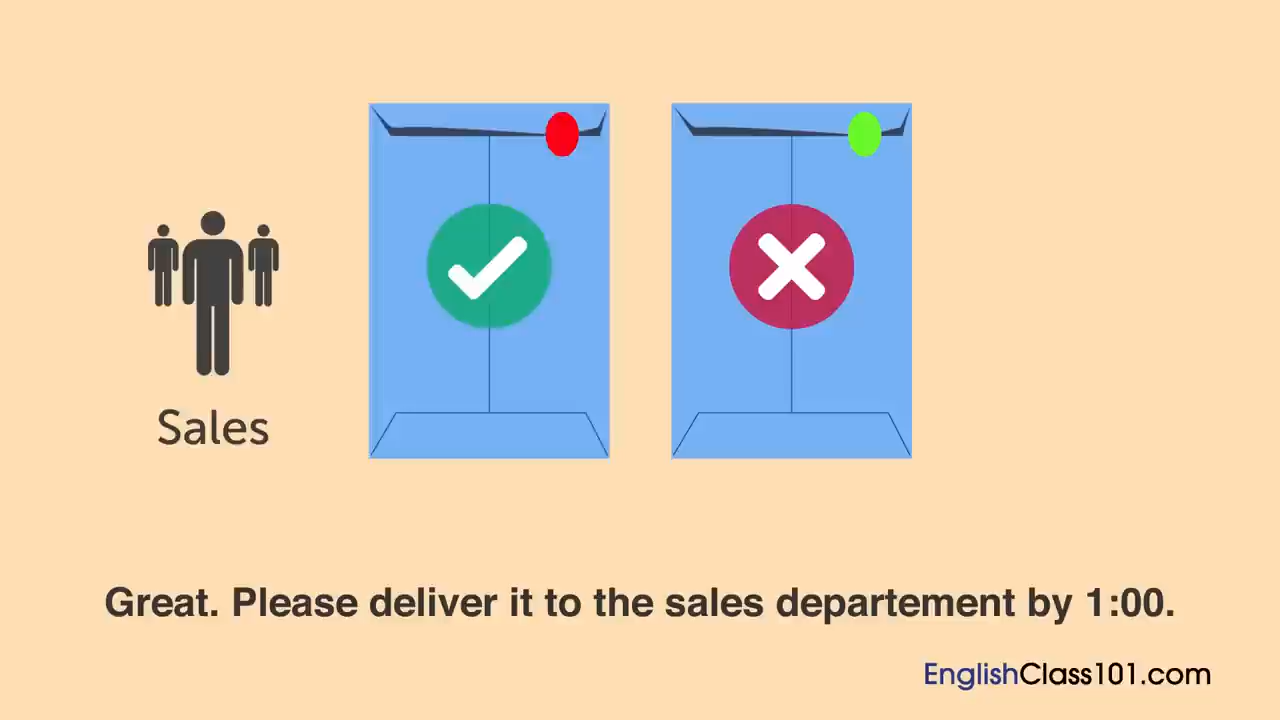 Sales
Great. Please deliver it to the sales departement by 1:00.
EnglishClass101.com